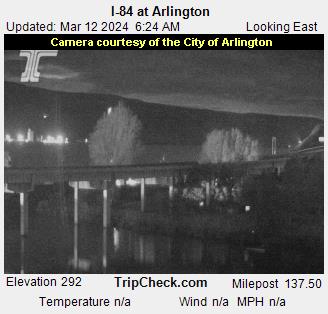 I-84 at Arlington
Updated: Mar 12 2024 6:24 AM Looking East
Camera courtesy of the City of Arlington
Elevation 292 TripCheck.com Milepost 137.50
Temperature n/a Wind n/a MPH n/a